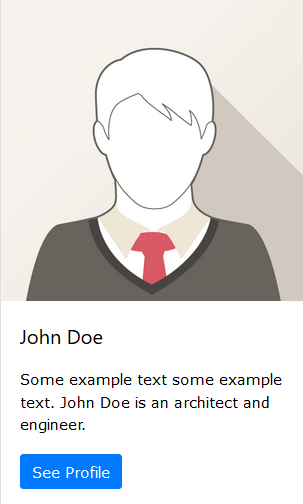 John Doe
Some example text some example
text. John Doe is an architect and
engineer.
See Profile